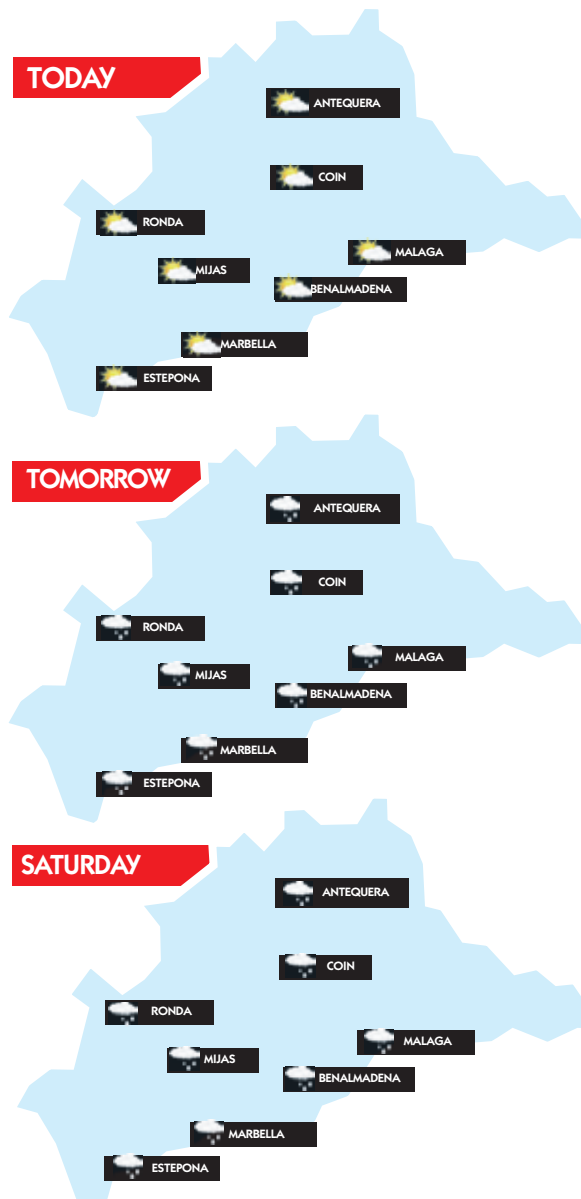 TODAY
ANTEQUERA
COIN
RONDA
MALAGA
MIJAS
BENALMADENA
MARBELLA
ESTEPONA
TOMORROW
ANTEQUERA
COIN
RONDA
MALAGA
MIJAS
BENALMADENA
MARBELLA
ESTEPONA
SATURDAY
ANTEQUERA
COIN
RONDA
MALAGA
MIJAS
BENALMADENA
MARBELLA
ESTEPONA